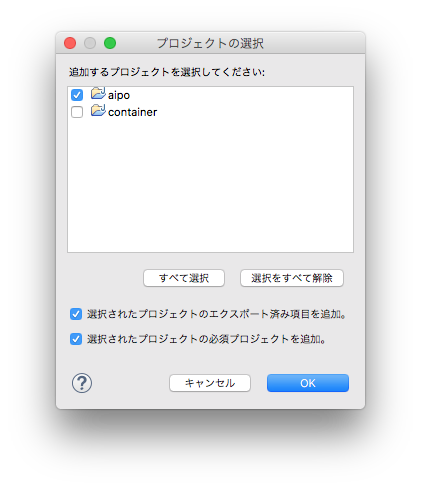 プロジェクトの選択
追加するプロジェクトを選択してください:
aipo
container
すべて選択
選択をすべて解除
選択されたプロジェクトのエクスポート済み項目を追加。
選択されたプロジェクトの必須プロジェクトを追加。
?
キャンセル
OK